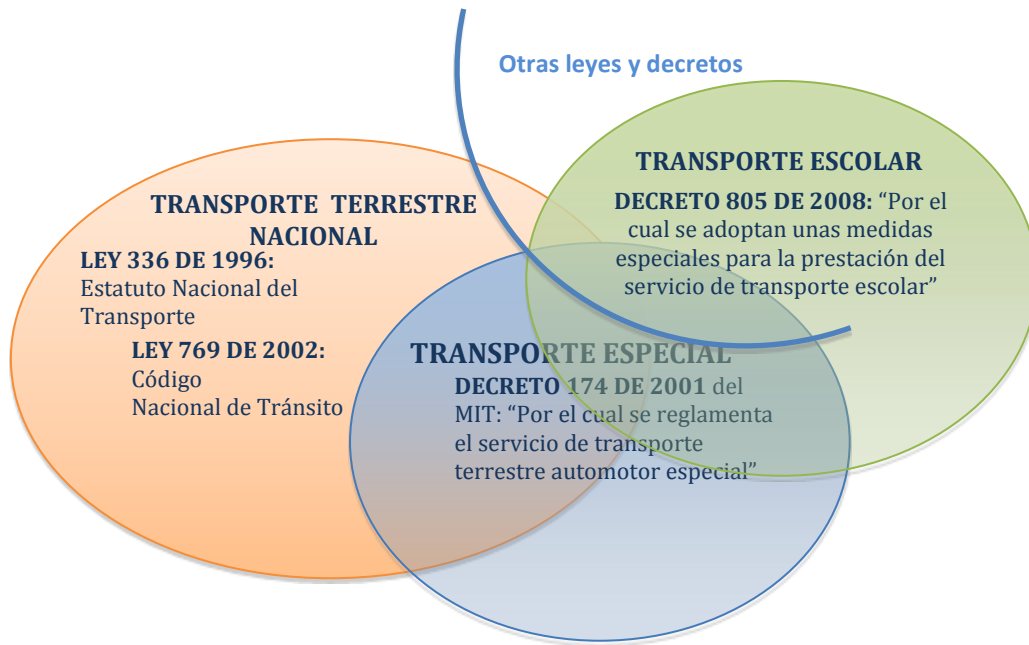 Otras leyes y decretos
TRANSPORTE TERRESTRE
NACIONAL
LEY 336 DE 1996:
Estatuto Nacional del
Transporte
LEY 769 DE 2002:
Código
Nacional de Tránsito
TRANSPORTE ESCOLAR
DECRETO 805 DE 2008: “Por el
cual se adoptan unas medidas
especiales para la prestación del
servicio de transporte escolar”
TRANSPORTE ESPECIAL
DECRETO 174 DE 2001 del
MIT: “Por el cual se reglamenta
el servicio de transporte
terrestre automotor especial”